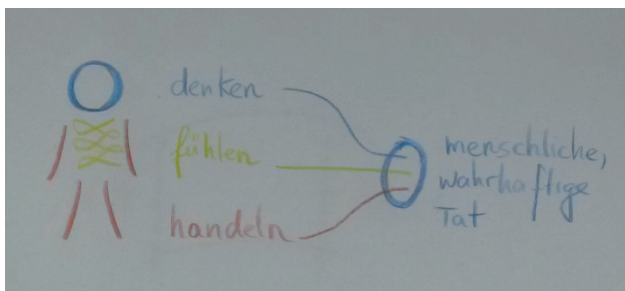 denken
fühlen
handeln
menschliche,
wahrhaftige
Tat